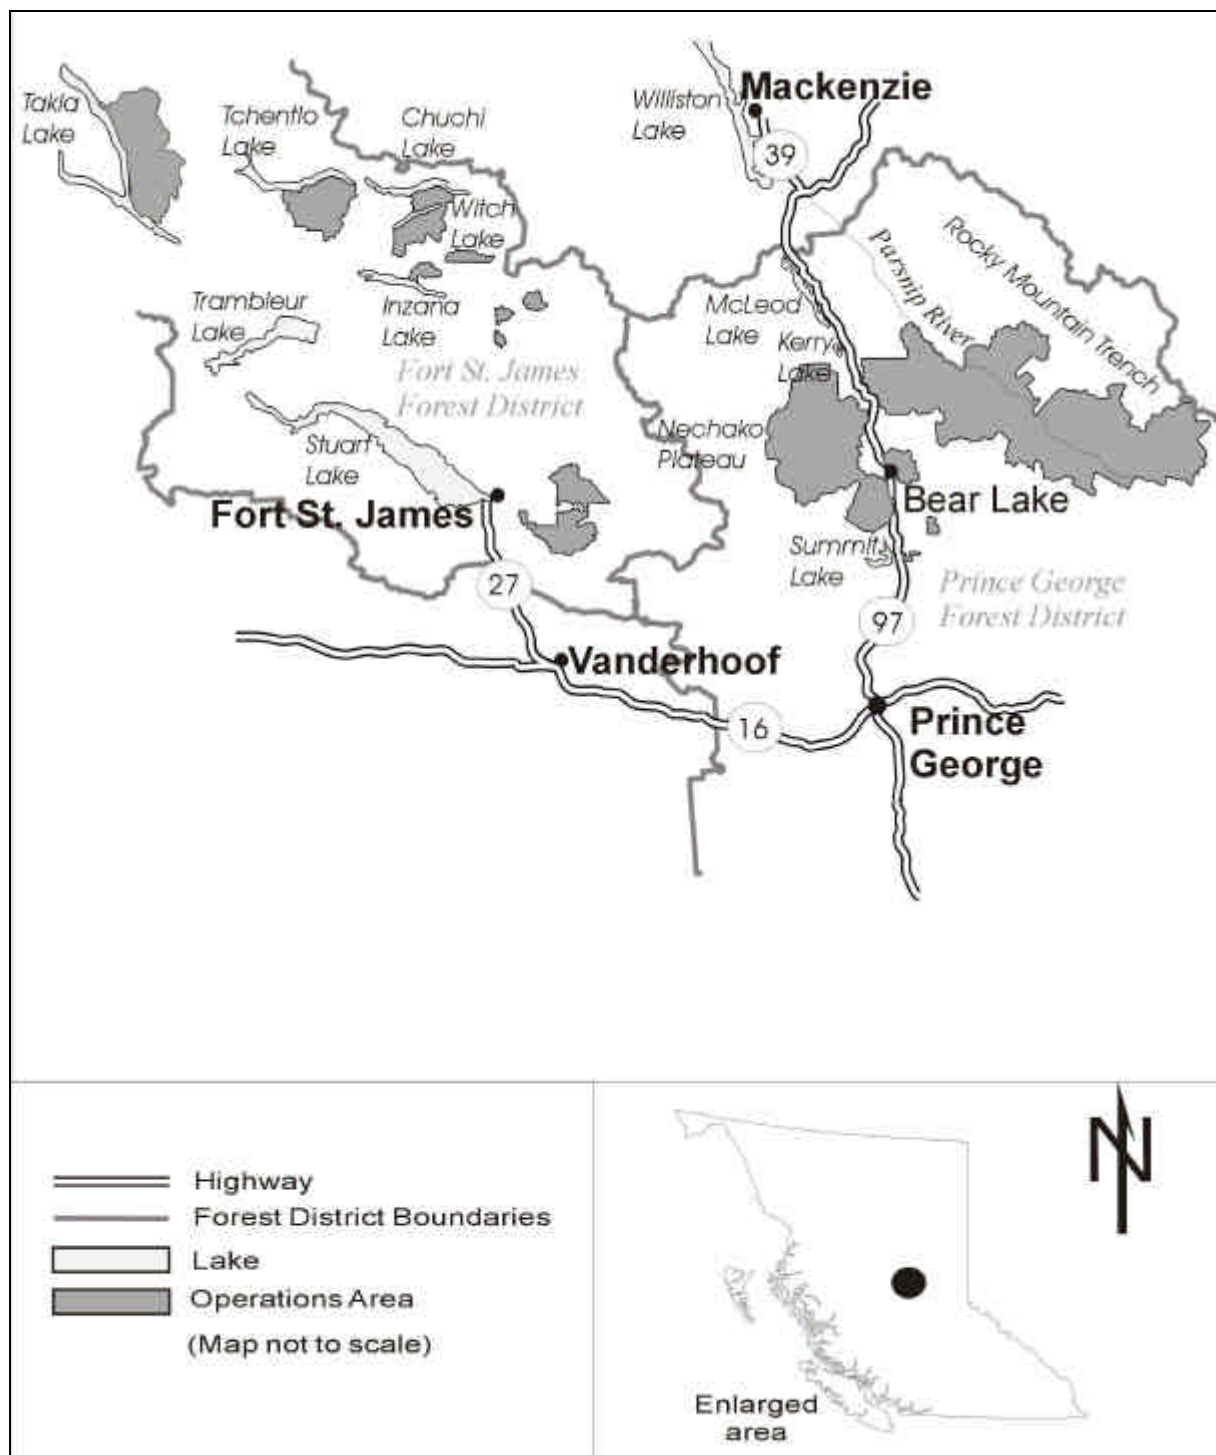 Takla
Lake
Tchentlo
Lake
Chuchi
Lake
Williston
Lake
Mackenzie
39
Witch
Lake
Parsnip River
Rocky Mountain Trench
Trambleur
Lake
Inzana
Lake
McLeod
Lake
Kerry
Lake
Fort St. James
Forest District
Nechako
Plateau
Stuart
Lake
Fort St. James
Bear Lake
Summit
Lake
27
Prince George
Forest District
97
Vanderhoof
16
Prince
George
Highway
Forest District Boundaries
Lake
Operations Area
(Map not to scale)
N
Enlarged
area